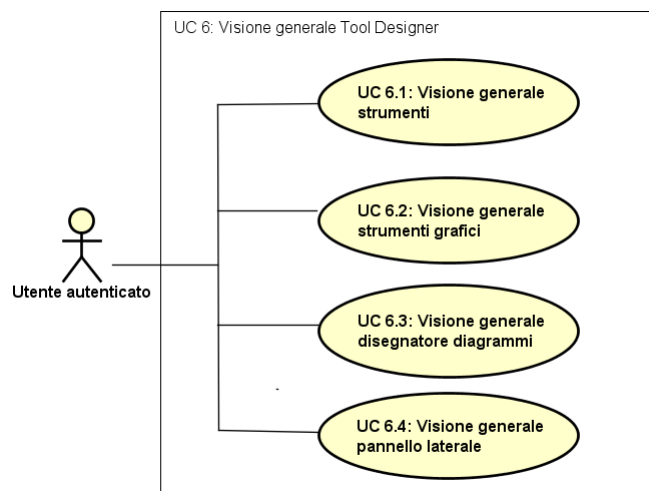 UC 6: Visione generale Tool Designer
UC 6.1: Visione generale
strumenti
UC 6.2: Visione generale
strumenti grafici
Utente autenticato
UC 6.3: Visione generale
disegnatore diagrammi
UC 6.4: Visione generale
pannello laterale